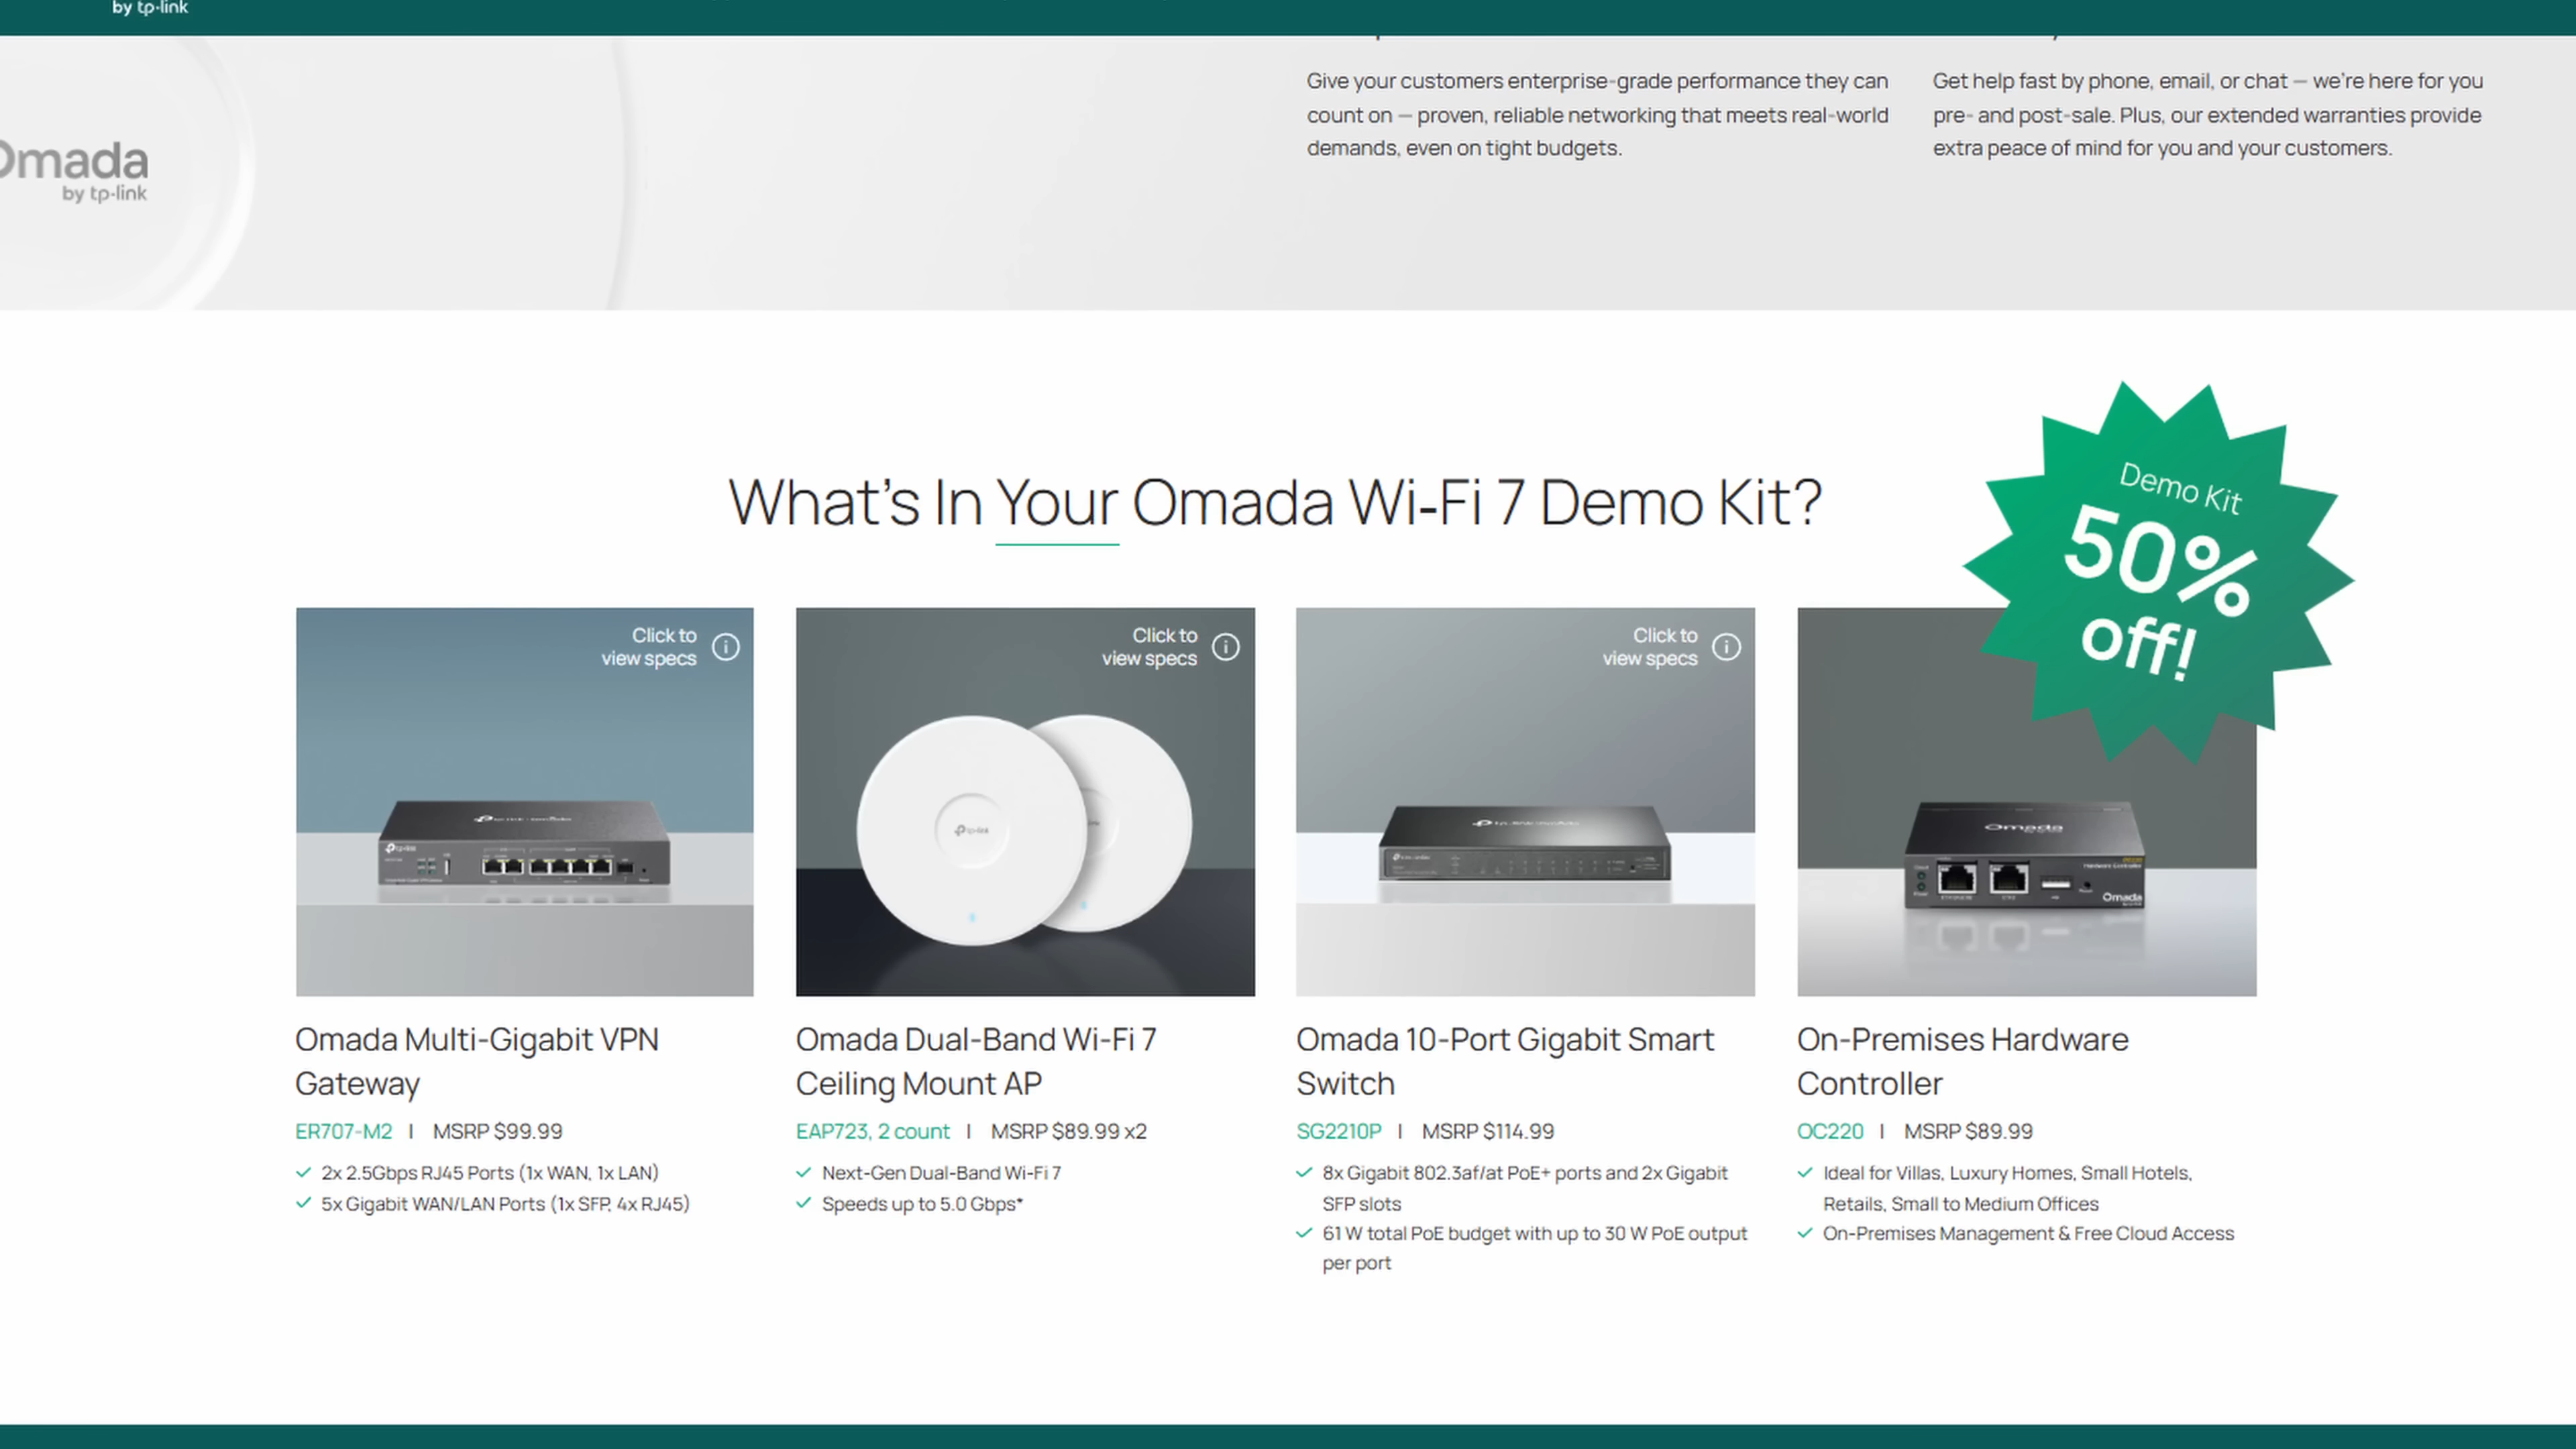 by tp-link
Give your customers enterprise-grade performance they can
count on — proven, reliable networking that meets real-world
demands, even on tight budgets.
Get help fast by phone, email, or chat — we're here for you
pre- and post-sale. Plus, our extended warranties provide
extra peace of mind for you and your customers.
Omada
by tp-link
What's In Your Omada Wi-Fi 7 Demo Kit?
Demo Kit
50%
off!
Click to
view specs
Click to
view specs
Click to
view specs
tp-link
tp-link
Omada
Omada
Omada Multi-Gigabit VPN
Gateway
ER707-M2 | MSRP $99.99
2x 2.5Gbps RJ45 Ports (1x WAN, 1x LAN)
5x Gigabit WAN/LAN Ports (1x SFP, 4x RJ45)
Omada Dual-Band Wi-Fi 7
Ceiling Mount AP
EAP723, 2 count | MSRP $89.99 x2
Next-Gen Dual-Band Wi-Fi 7
Speeds up to 5.0 Gbps*
Omada 10-Port Gigabit Smart
Switch
SG2210P | MSRP $114.99
8x Gigabit 802.3af/at PoE+ ports and 2x Gigabit
SFP slots
61 W total PoE budget with up to 30 W PoE output
per port
On-Premises Hardware
Controller
OC220 | MSRP $89.99
Ideal for Villas, Luxury Homes, Small Hotels,
Retails, Small to Medium Offices
On-Premises Management & Free Cloud Access